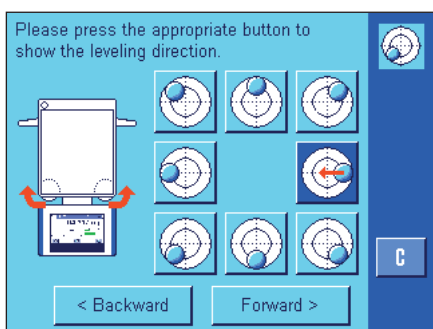 Please press the appropriate button to
show the leveling direction.
C
< Backward
Forward >